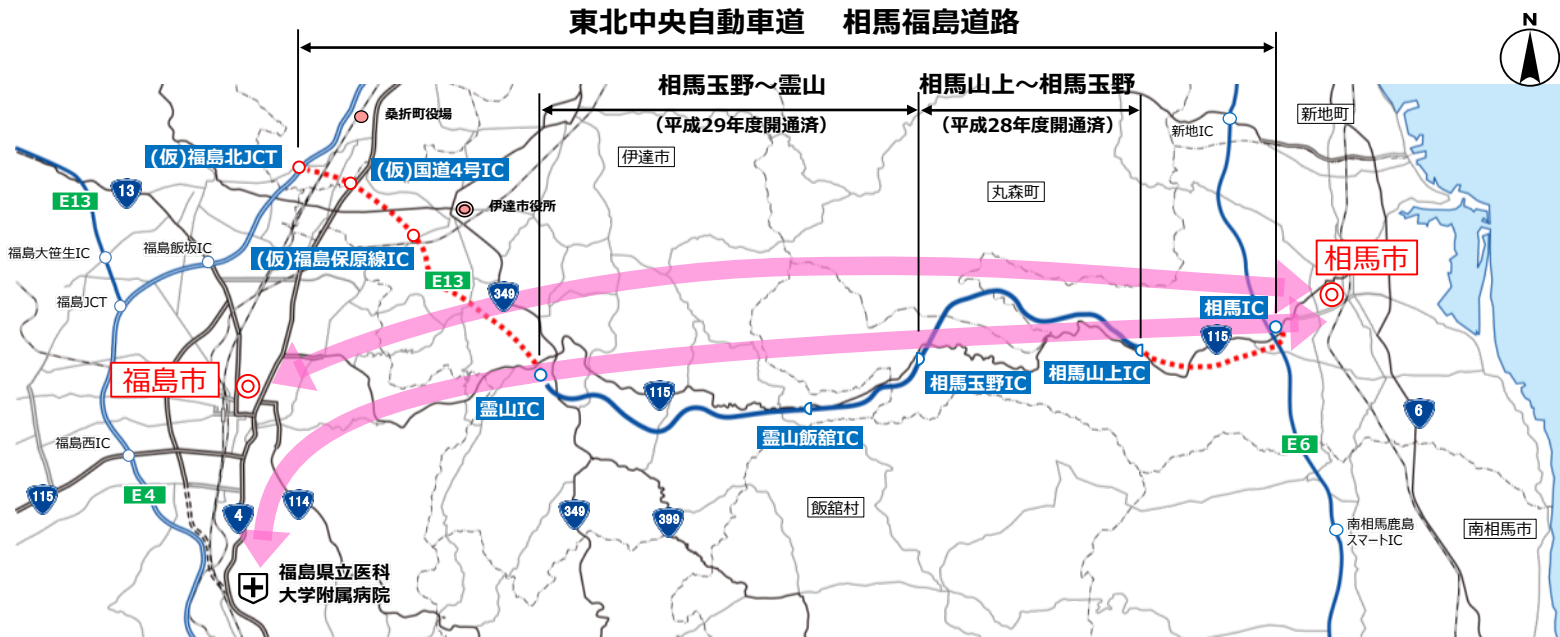 東北中央自動車道 相馬福島道路
N
相馬玉野～霊山
(平成29年度開通済)
相馬山上～相馬玉野
(平成28年度開通済)
桑折町役場
新地町
新地IC
(仮)福島北JCT
(仮)国道4号IC
伊達市
丸森町
13
E13
伊達市役所
福島大笹生IC
福島飯坂IC
(仮)福島保原線IC
相馬市
E13
349
福島JCT
相馬IC
115
福島市
相馬玉野IC
相馬山上IC
霊山IC
115
6
霊山飯舘IC
福島西IC
E6
115
E4
114
4
349
399
飯舘村
南相馬鹿島
スマートIC
南相馬市
福島県立医科
大学附属病院